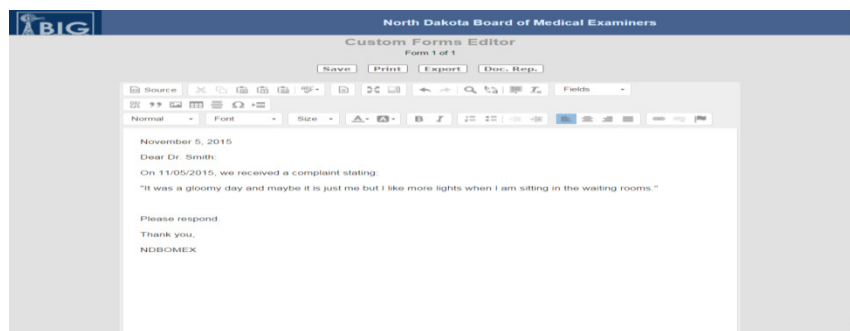 BIG
North Dakota Board of Medical Examiners
Custom Forms Editor
Form 1 of 1
Save Print Export Doc. Rep.
Source Fields
Normal Font Size A A B I
November 5, 2015
Dear Dr. Smith:
On 11/05/2015, we received a complaint stating:
"It was a gloomy day and maybe it is just me but I like more lights when I am sitting in the waiting rooms."
Please respond.
Thank you,
NDBOMEX